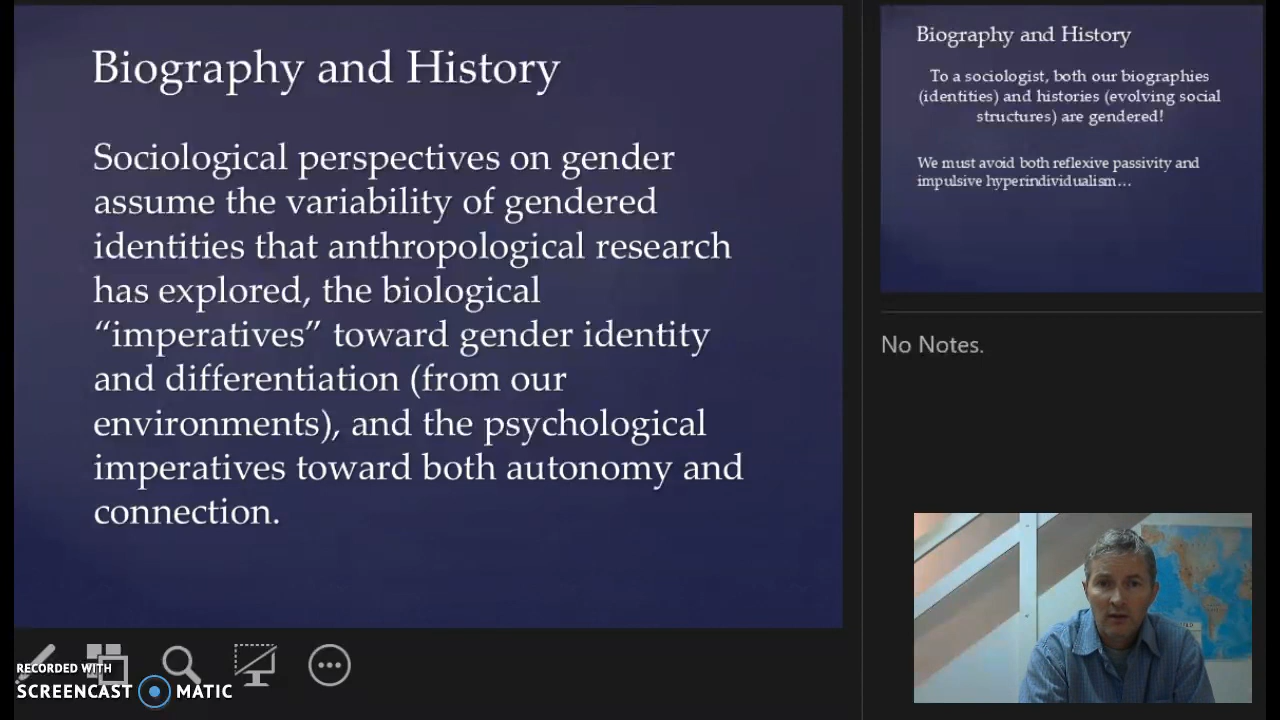 Biography and History
Sociological perspectives on gender
assume the variability of gendered
identities that anthropological research
has explored, the biological
“imperatives” toward gender identity
and differentiation (from our
environments), and the psychological
imperatives toward both autonomy and
connection.
Biography and History
To a sociologist, both our biographies
(identities) and histories (evolving social
structures) are gendered!
We must avoid both reflexive passivity and
impulsive hyperindividualism…
No Notes.
RECORDED WITH
SCREENCAST MATIC